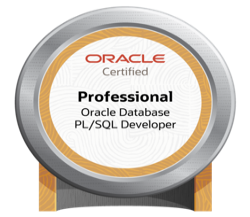 ORACLE
Certified
Professional
Oracle Database
PL/SQL Developer